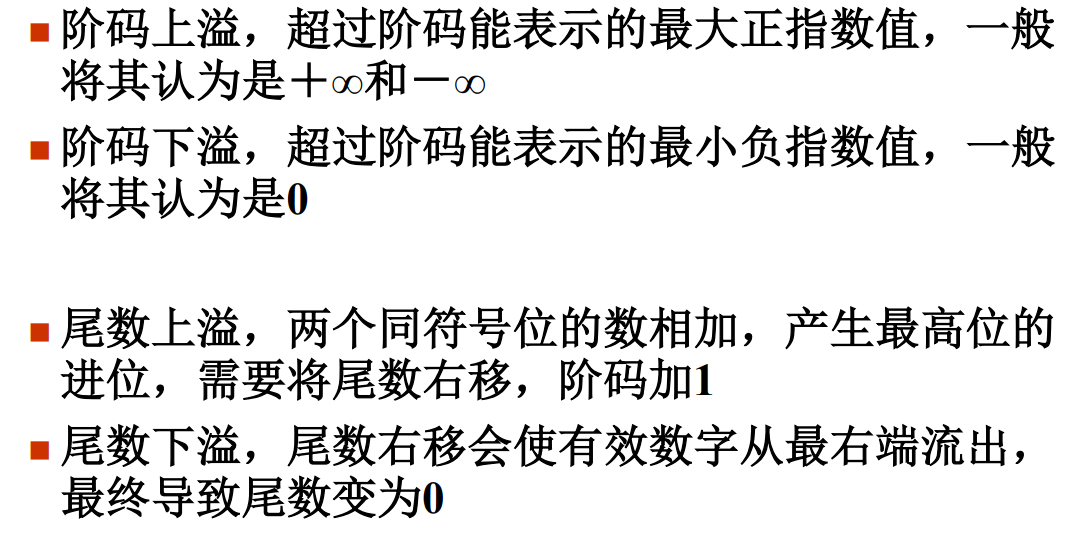 阶码上溢，超过阶码能表示的最大正指数值，一般
将其认为是＋∞和－∞
阶码下溢，超过阶码能表示的最小负指数值，一般
将其认为是0
尾数上溢，两个同符号位的数相加，产生最高位的
进位，需要将尾数右移，阶码加1
尾数下溢，尾数右移会使有效数字从最右端流出，
最终导致尾数变为0